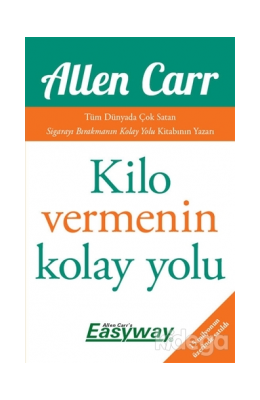 Allen Carr
Tüm Dünyada Çok Satan
Sigarayı Bırakmanın Kolay Yolu Kitabının Yazarı
Kilo
vermenin
kolay yolu
Allen Carr's
Easyway